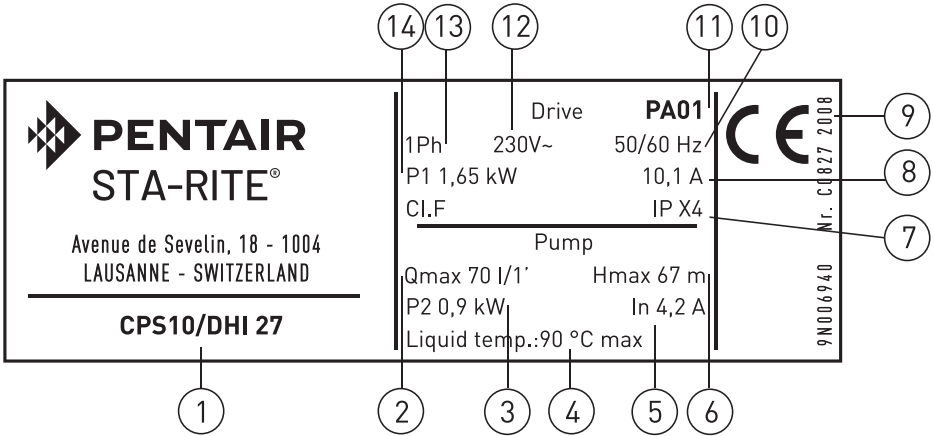 14 13 12 11 10
PENTAIR
STA-RITE®
Avenue de Sevelin, 18 - 1004
LAUSANNE - SWITZERLAND
CPS10/DHI 27
Drive PA01
1Ph 230V~ 50/60 Hz
P1 1,65 kW 10,1 A
Cl.F IP X4
Pump
Qmax 70 l/1' Hmax 67 m
P2 0,9 kW In 4,2 A
Liquid temp.:90 °C max
CE
9N006940 Nr. C0827 2008
9
8
7
1 2 3 4 5 6